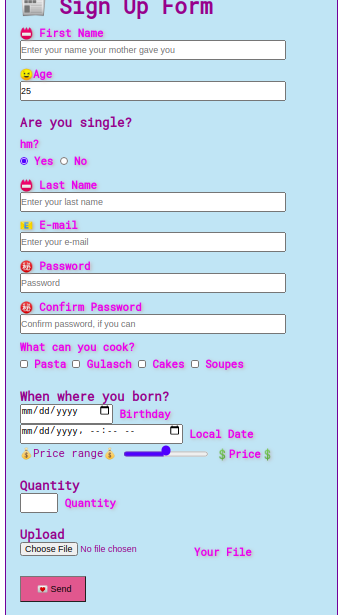 Sign Up Form
First Name
Enter your name your mother gave you
Age
25
Are you single?
hm?
Yes No
Last Name
Enter your last name
E-mail
Enter your e-mail
Password
Password
Confirm Password
Confirm password, if you can
What can you cook?
Pasta Gulasch Cakes Soupes
When where you born?
mm/dd/yyyy Birthday
mm/dd/yyyy, --:-- -- Local Date
Price range Price
Quantity
Quantity
Upload
Choose File No file chosen Your File
Send